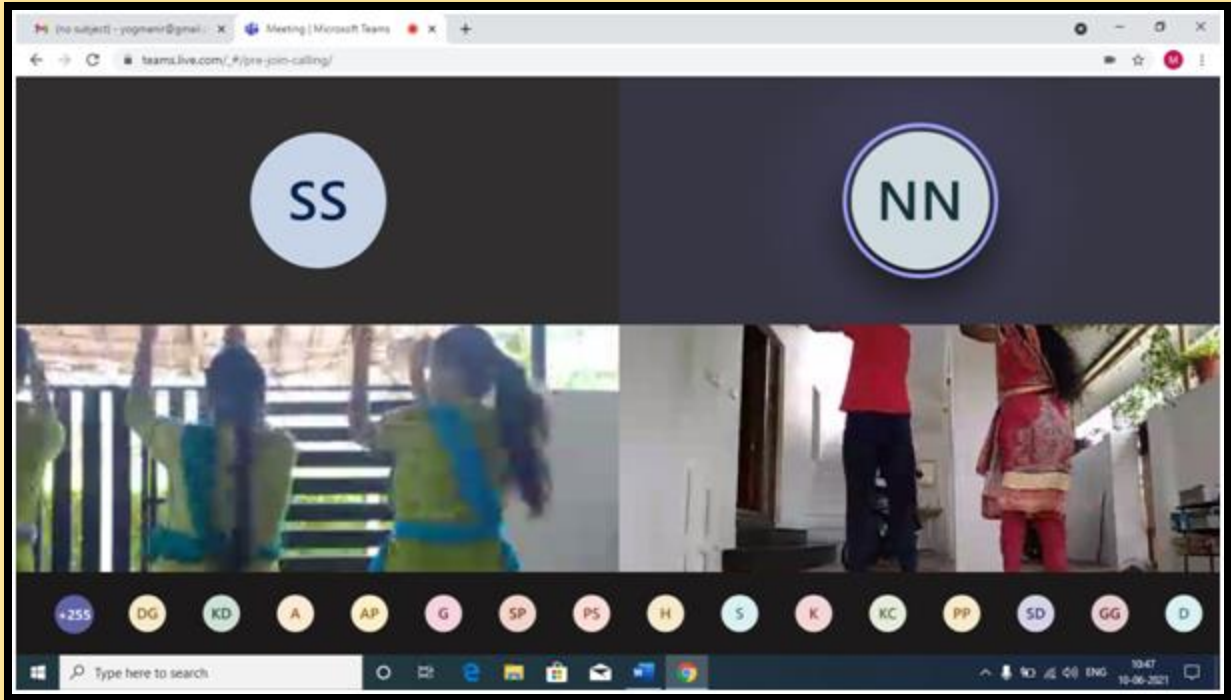 (no subject) - yogmanir@gmail.
Meeting | Microsoft Teams
teams.live.com/_#/pre-join-calling/
M
SS
NN
+255 DG KD A AP G SP PS H S K KC PP SD GG D
Type here to search
ENG
10:47
10-06-2021